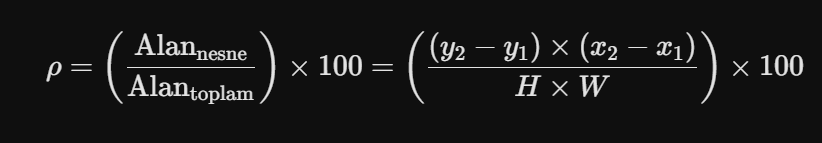 ρ = (Alan_nesne / Alan_toplam) × 100 = ((y₂ − y₁) × (x₂ − x₁) / H × W) × 100